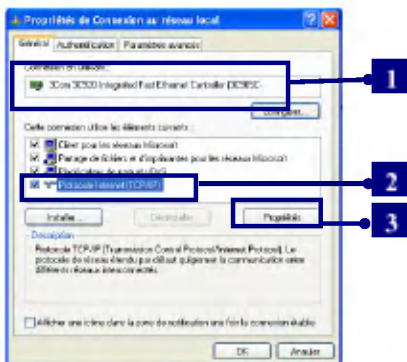 Propriétés de Connexion au réseau local
Général Authentification Paramètres avancés
Connexion en utilisant :
3Com 3C920 Integrated Fast Ethernet Controller (3C905C-
1
Configurer...
Cette connexion utilise les éléments suivants :
Client pour les réseaux Microsoft
Partage de fichiers et d'imprimantes pour les réseaux Microsoft
Planificateur de paquets QoS
Protocole Internet (TCP/IP)
2
Installer... Désinstaller Propriétés
3
Description
Protocole TCP/IP (Transmission Control Protocol/Internet Protocol). Le
protocole de réseau étendu par défaut qui permet la communication entre
différents réseaux interconnectés.
Afficher une icône dans la zone de notification une fois la connexion établie
OK Annuler